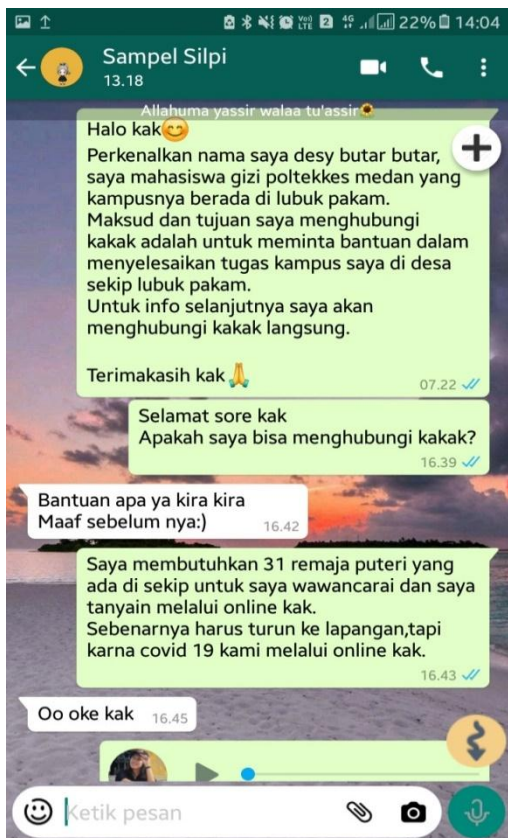 22% 14:04
Sampel Silpi
13.18
Allahuma yassir walaa tu'assir🌻
Halo kak😊
Perkenalkan nama saya desy butar butar,
saya mahasiswa gizi poltekkes medan yang
kampusnya berada di lubuk pakam.
Maksud dan tujuan saya menghubungi
kakak adalah untuk meminta bantuan dalam
menyelesaikan tugas kampus saya di desa
sekip lubuk pakam.
Untuk info selanjutnya saya akan
menghubungi kakak langsung.
Terimakasih kak🙏
07.22
Selamat sore kak
Apakah saya bisa menghubungi kakak?
16.39
Bantuan apa ya kira kira
Maaf sebelum nya:)
16.42
Saya membutuhkan 31 remaja puteri yang
ada di sekip untuk saya wawancarai dan saya
tanyain melalui online kak.
Sebenarnya harus turun ke lapangan,tapi
karna covid 19 kami melalui online kak.
16.43
Oo oke kak
16.45
Ketik pesan